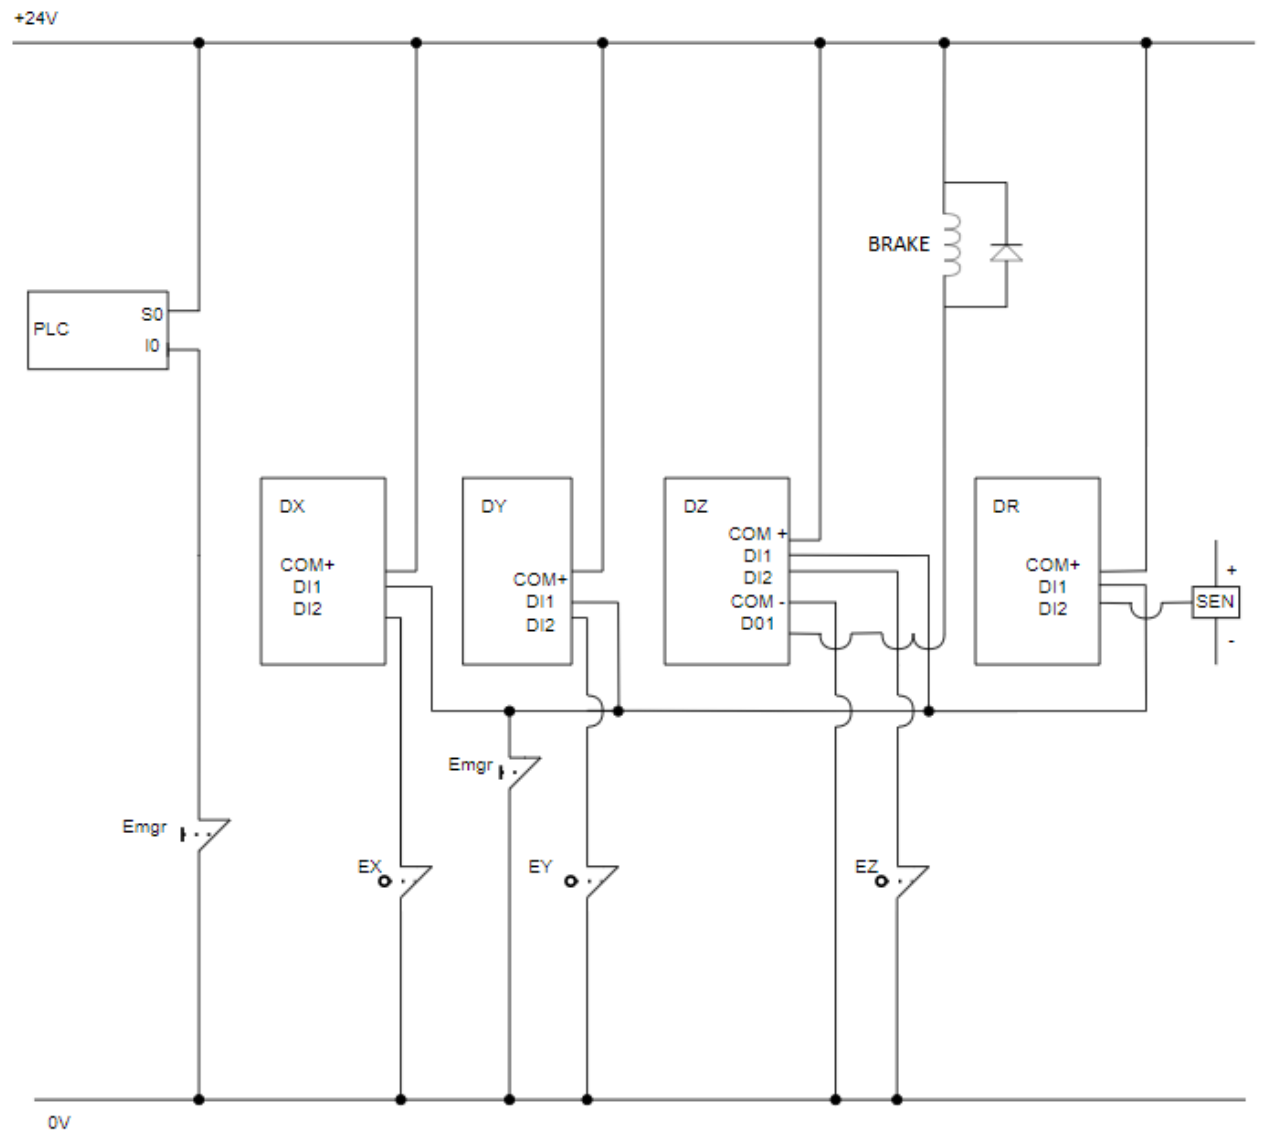 +24V
BRAKE
PLC
S0
I0
DX
COM+
DI1
DI2
DY
COM+
DI1
DI2
DZ
COM +
DI1
DI2
COM -
D01
DR
COM+
DI1
DI2
+
SEN
-
Emgr
Emgr
EX
EY
EZ
0V